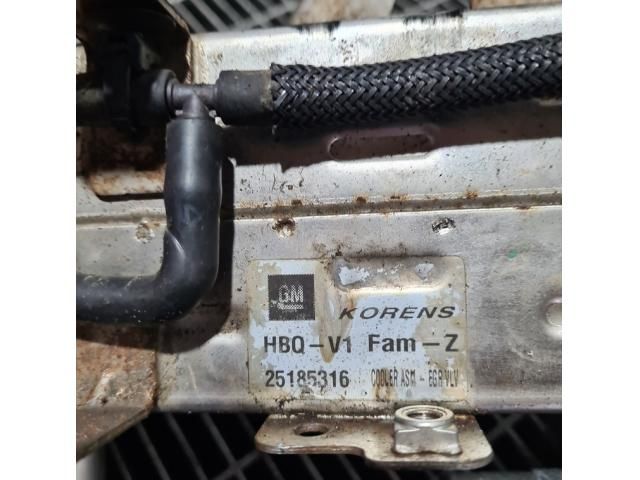 GM KORENS
HBQ-V1 Fam-Z
25185316 COOLER ASM - EGR VLV